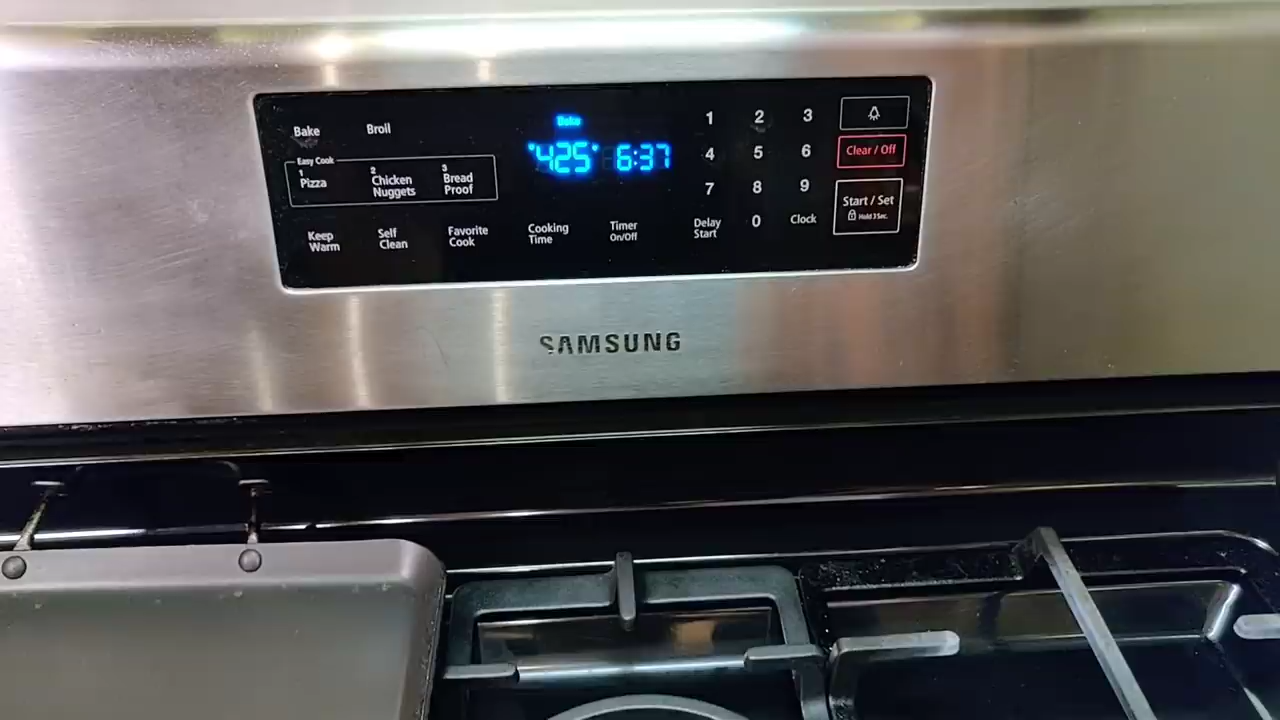 Bake
Broil
Easy Cook
1
Pizza
2
Chicken
Nuggets
3
Bread
Proof
Keep
Warm
Self
Clean
Favorite
Cook
Bake
425° 6:37
Cooking
Time
Timer
On/Off
1 2 3
4 5 6
7 8 9
Delay
Start
0
Clock
Clear / Off
Start / Set
Hold 3 Sec.
SAMSUNG